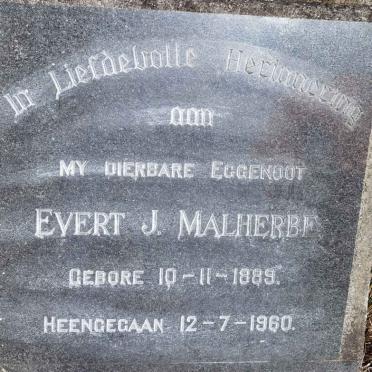 In Liefdevolle Herinnering
aan
MY DIERBARE EGGENOOT
EVERT J. MALHERBE
GEBORE 10-11-1889.
HEENGEGAAN 12-7-1960.